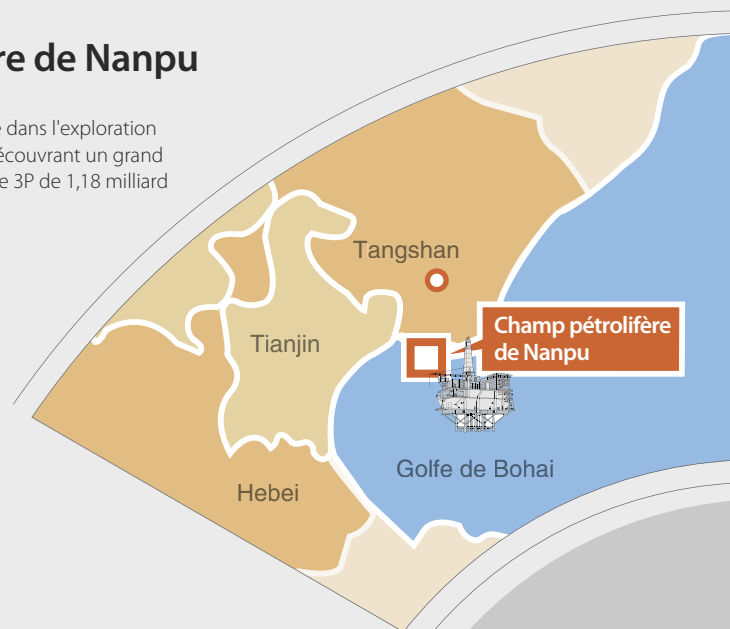 re de Nanpu
e dans l'exploration
écouvrant un grand
e 3P de 1,18 milliard
Tangshan
Champ pétrolifère
de Nanpu
Tianjin
Golfe de Bohai
Hebei